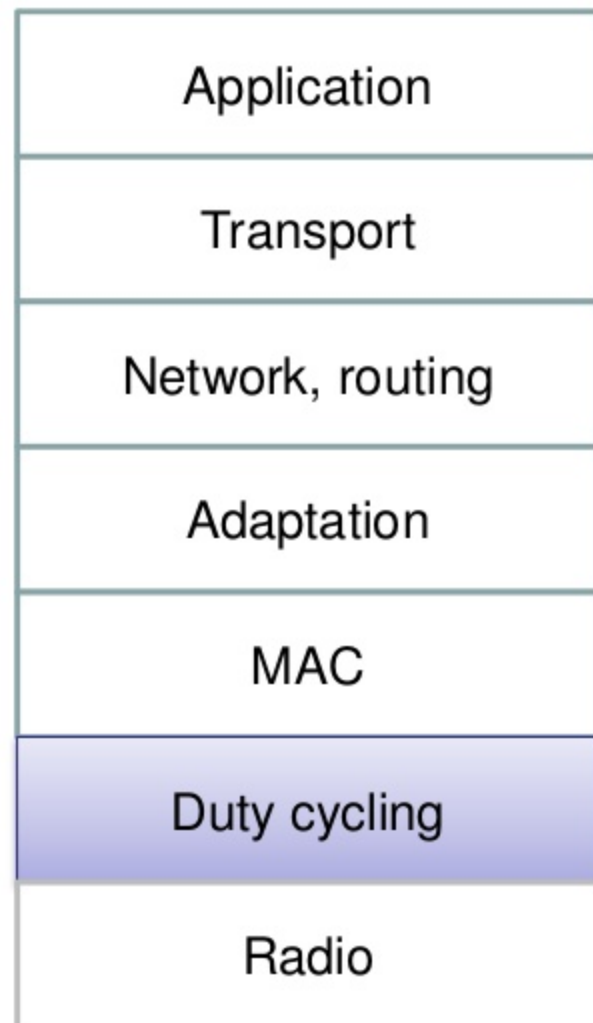 Application
Transport
Network, routing
Adaptation
MAC
Duty cycling
Radio